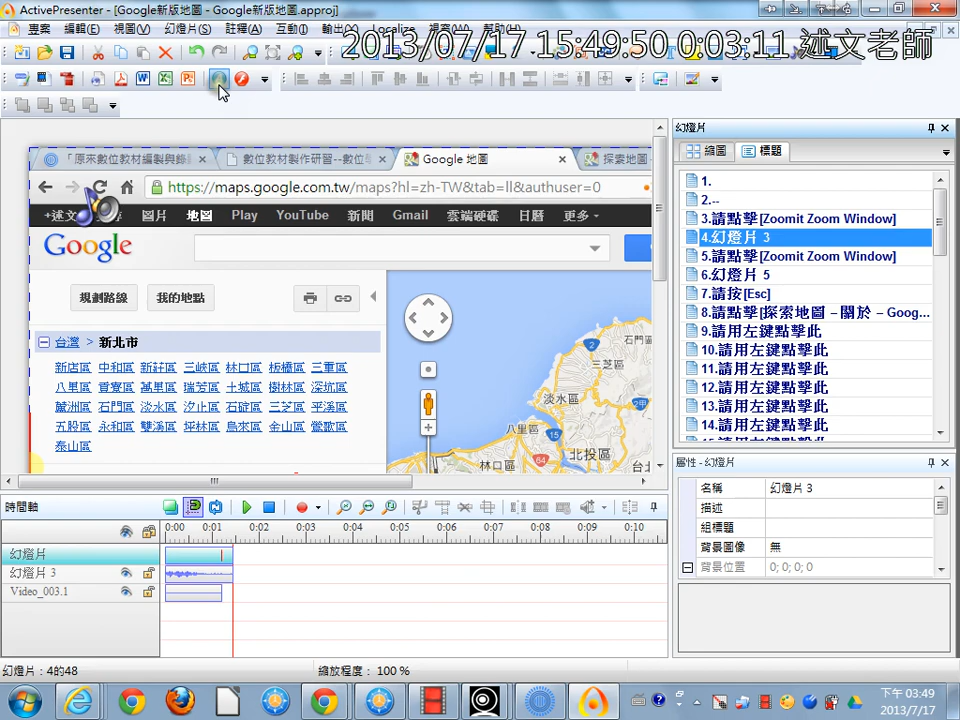 ActivePresenter - [Google新版地圖 - Google新版地圖.approj]
專案 編輯(E) 視圖(V) 幻燈片(S) 註釋(A) 互動(I)
2013/07/17 15:49:50 0:03:11 述文老師
幻燈片
縮圖 標題
「原來數位教材編製與錄 數位教材製作研習--數位 Google 地圖 探索地圖
https://maps.google.com.tw/maps?hl=zh-TW&tab=ll&authuser=0
+述文 圖片 地圖 Play YouTube 新聞 Gmail 雲端硬碟 日曆 更多
Google
規劃路線 我的地點
台灣 > 新北市
新店區 中和區 新莊區 三峽區 林口區 板橋區 三重區
八里區 貢寮區 萬里區 瑞芳區 土城區 樹林區 深坑區
蘆洲區 石門區 淡水區 汐止區 石碇區 三芝區 平溪區
五股區 永和區 雙溪區 坪林區 烏來區 金山區 鶯歌區
泰山區
石門
2
三芝區
淡水區
八里區
15
北投區
林口區
64
台
1.
2.--
3.請點擊[Zoomit Zoom Window]
4.幻燈片 3
5.請點擊[Zoomit Zoom Window]
6.幻燈片 5
7.請按[Esc]
8.請點擊[探索地圖 – 關於 – Goog...
9.請用左鍵點擊此
10.請用左鍵點擊此
11.請用左鍵點擊此
12.請用左鍵點擊此
13.請用左鍵點擊此
14.請用左鍵點擊此
屬性 - 幻燈片
名稱 幻燈片 3
描述
組標題
背景圖像 無
背景位置 0; 0; 0; 0
時間軸
0:00 0:01 0:02 0:03 0:04 0:05 0:06 0:07 0:08 0:09 0:10
幻燈片
幻燈片 3
Video_003.1
幻燈片：4的48
縮放程度： 100 %
下午 03:49
2013/7/17